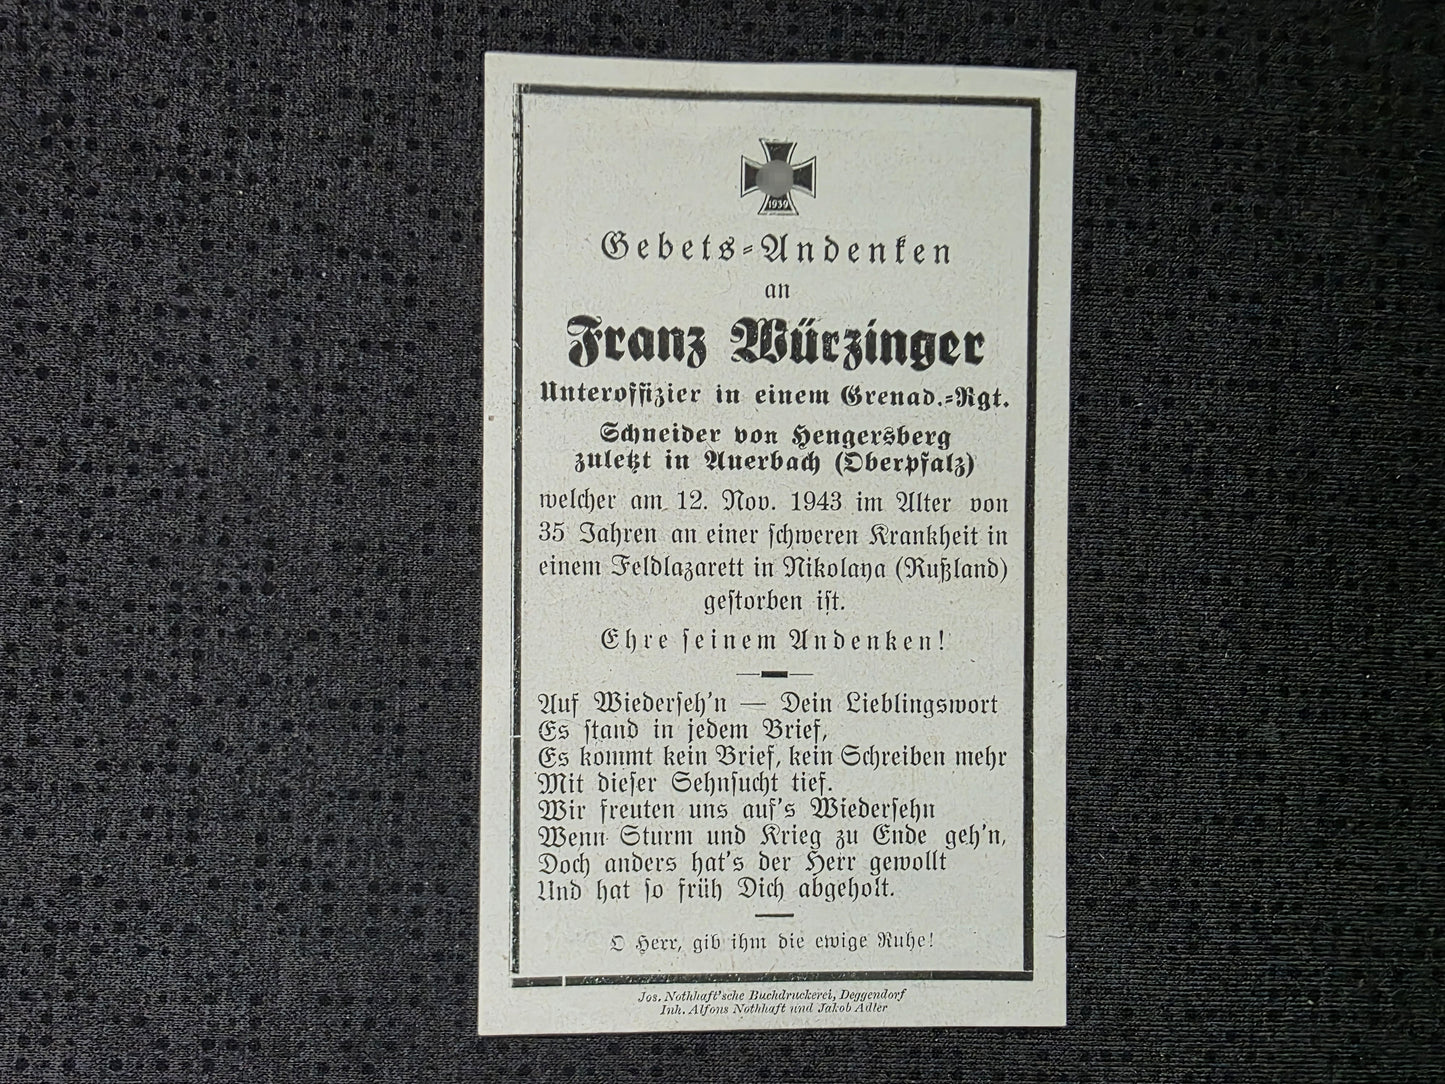 1939
Gebets-Andenken
an
Franz Würzinger
Unteroffizier in einem Grenad.-Rgt.
Schneider von Hengersberg
zuletzt in Auerbach (Oberpfalz)
welcher am 12. Nov. 1943 im Alter von
35 Jahren an einer schweren Krankheit in
einem Feldlazarett in Nikolaya (Rußland)
gestorben ist.
Ehre seinem Andenken!
Auf Wiederseh'n — Dein Lieblingswort
Es stand in jedem Brief,
Es kommt kein Brief, kein Schreiben mehr
Mit dieser Sehnsucht tief.
Wir freuten uns auf's Wiedersehn
Wenn Sturm und Krieg zu Ende geh'n,
Doch anders hat's der Herr gewollt
Und hat so früh Dich abgeholt.
O Herr, gib ihm die ewige Ruhe!
Jos. Nothhaft'sche Buchdruckerei, Deggendorf
Inh. Alfons Nothhaft und Jakob Adler